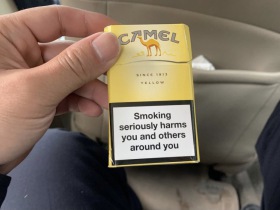 CAMEL
SINCE 1913
YELLOW
Smoking
seriously harms
you and others
around you